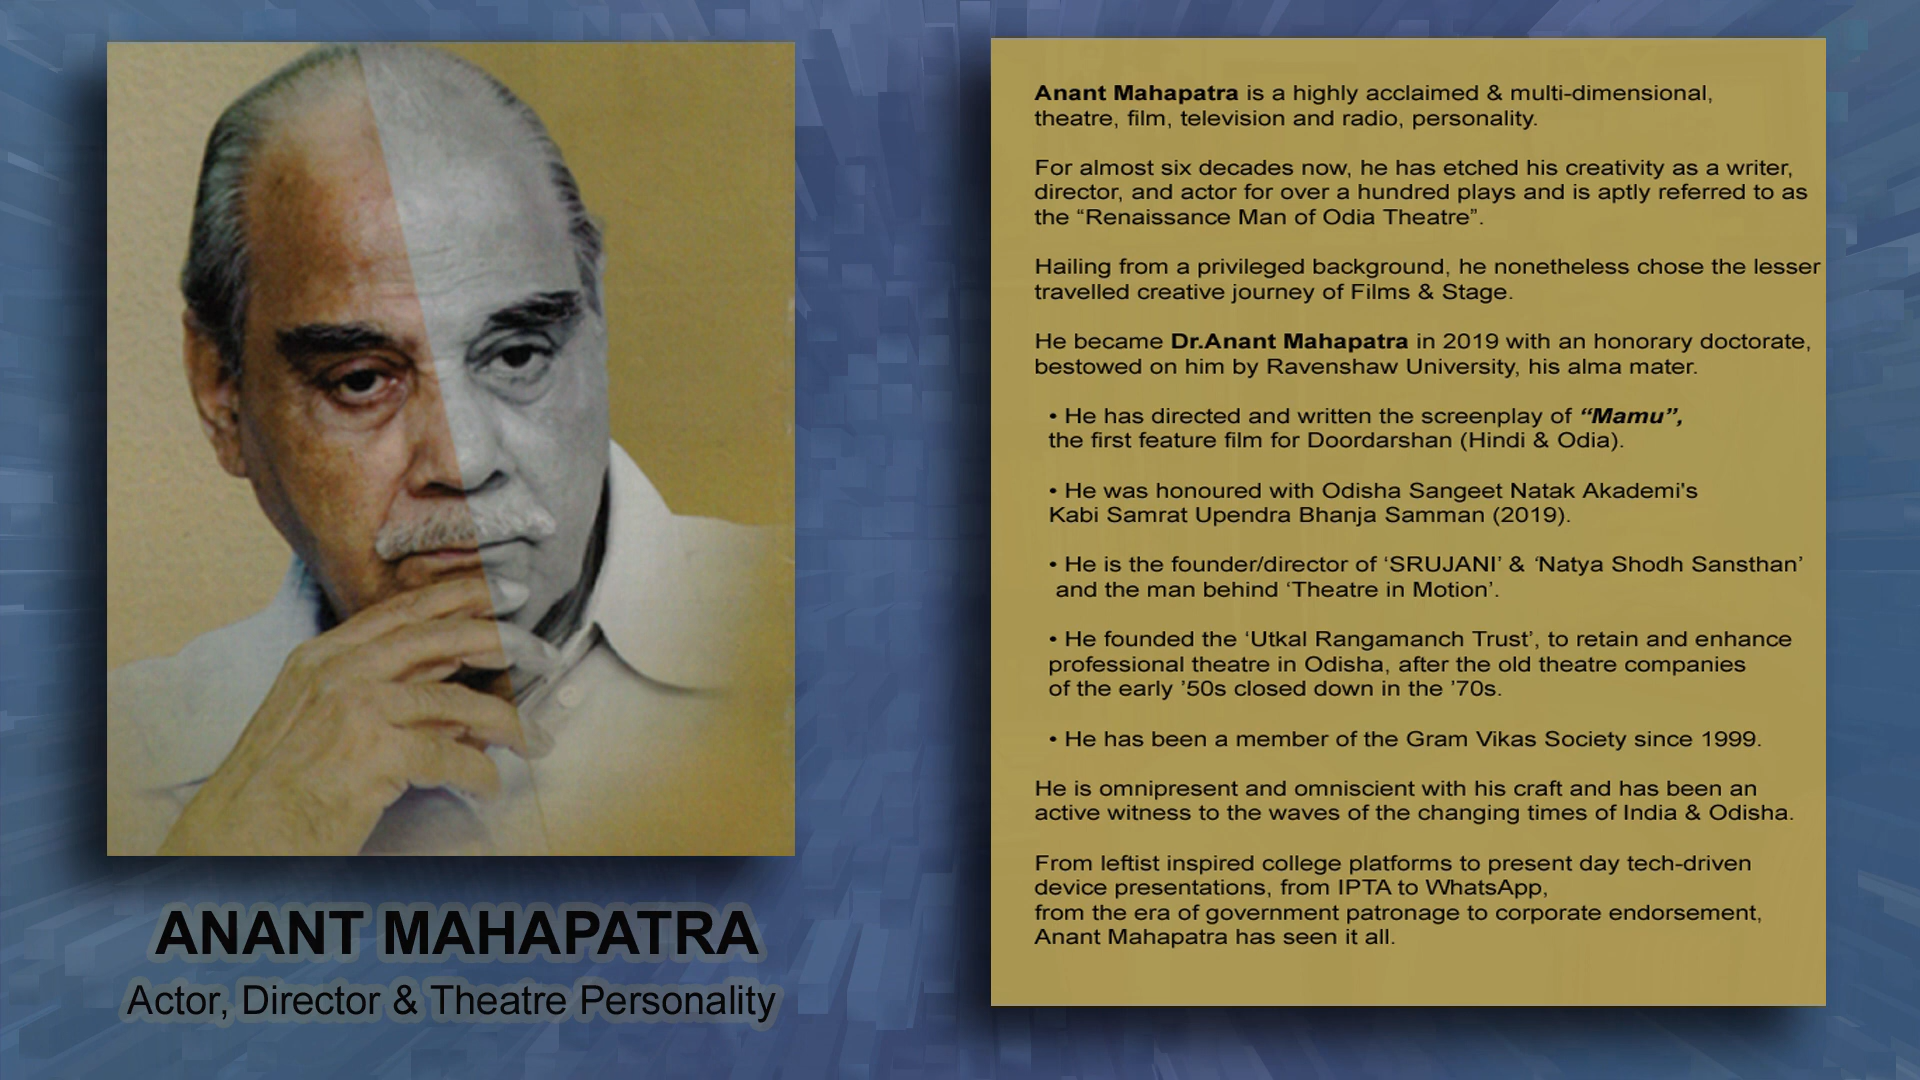 ANANT MAHAPATRA
Actor, Director & Theatre Personality
Anant Mahapatra is a highly acclaimed & multi-dimensional,
theatre, film, television and radio, personality.
For almost six decades now, he has etched his creativity as a writer,
director, and actor for over a hundred plays and is aptly referred to as
the “Renaissance Man of Odia Theatre”.
Hailing from a privileged background, he nonetheless chose the lesser
travelled creative journey of Films & Stage.
He became Dr.Anant Mahapatra in 2019 with an honorary doctorate,
bestowed on him by Ravenshaw University, his alma mater.
• He has directed and written the screenplay of “Mamu”,
the first feature film for Doordarshan (Hindi & Odia).
• He was honoured with Odisha Sangeet Natak Akademi's
Kabi Samrat Upendra Bhanja Samman (2019).
• He is the founder/director of ‘SRUJANI’ & ‘Natya Shodh Sansthan’
and the man behind ‘Theatre in Motion’.
• He founded the ‘Utkal Rangamanch Trust’, to retain and enhance
professional theatre in Odisha, after the old theatre companies
of the early ’50s closed down in the ’70s.
• He has been a member of the Gram Vikas Society since 1999.
He is omnipresent and omniscient with his craft and has been an
active witness to the waves of the changing times of India & Odisha.
From leftist inspired college platforms to present day tech-driven
device presentations, from IPTA to WhatsApp,
from the era of government patronage to corporate endorsement,
Anant Mahapatra has seen it all.